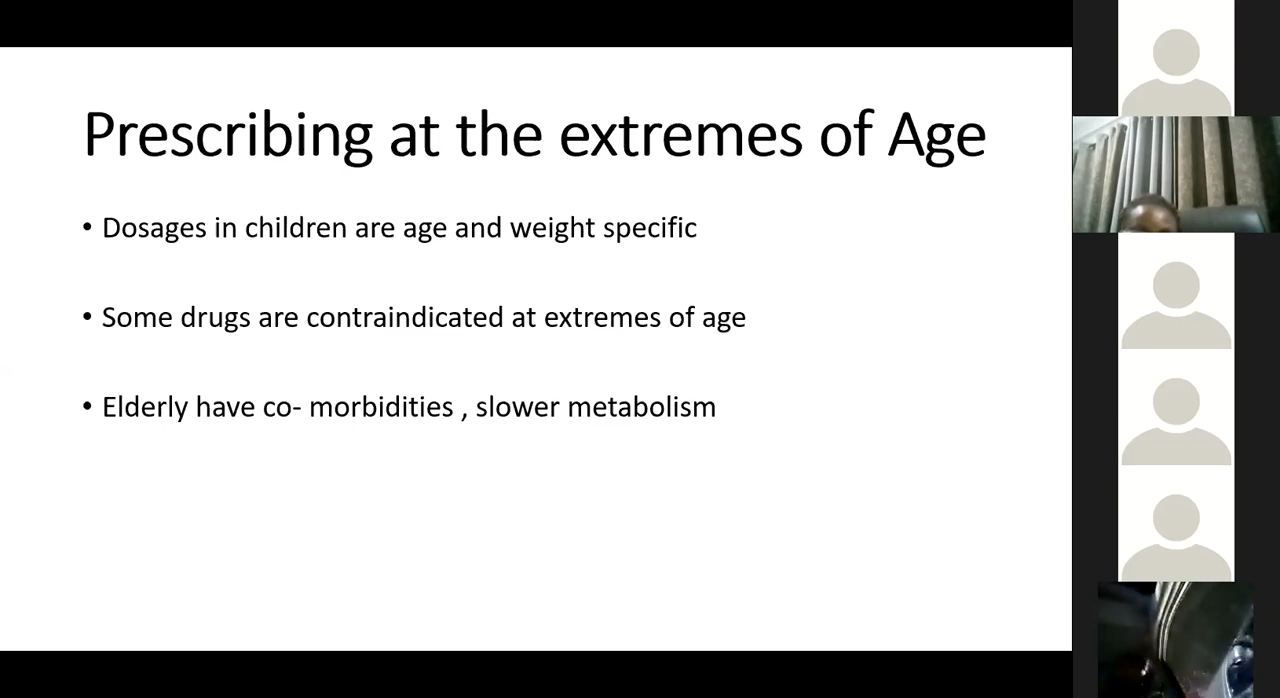 Prescribing at the extremes of Age
• Dosages in children are age and weight specific
• Some drugs are contraindicated at extremes of age
• Elderly have co- morbidities , slower metabolism